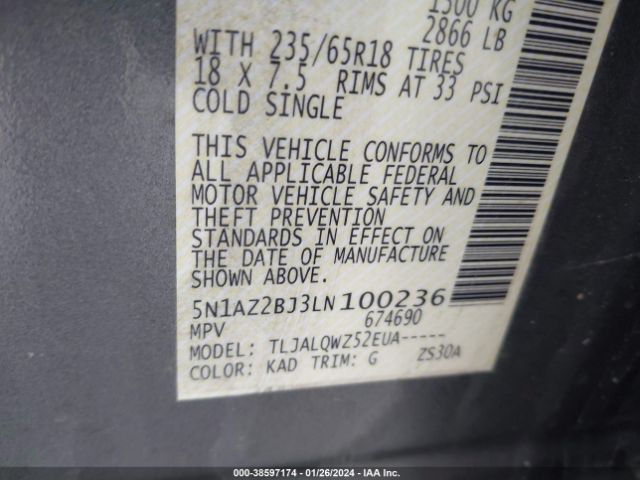 1300 KG
2866 LB
WITH 235/65R18 TIRES
18 X 7.5 RIMS AT 33 PSI
COLD SINGLE
THIS VEHICLE CONFORMS TO
ALL APPLICABLE FEDERAL
MOTOR VEHICLE SAFETY AND
THEFT PREVENTION
STANDARDS IN EFFECT ON
THE DATE OF MANUFACTURE
SHOWN ABOVE.
5N1AZ2BJ3LN100236
MPV 674690
MODEL: TLJALQWZ52EUA-----
COLOR: KAD TRIM: G ZS30A
000-38597174 | 01/26/2024 | IAA Inc.